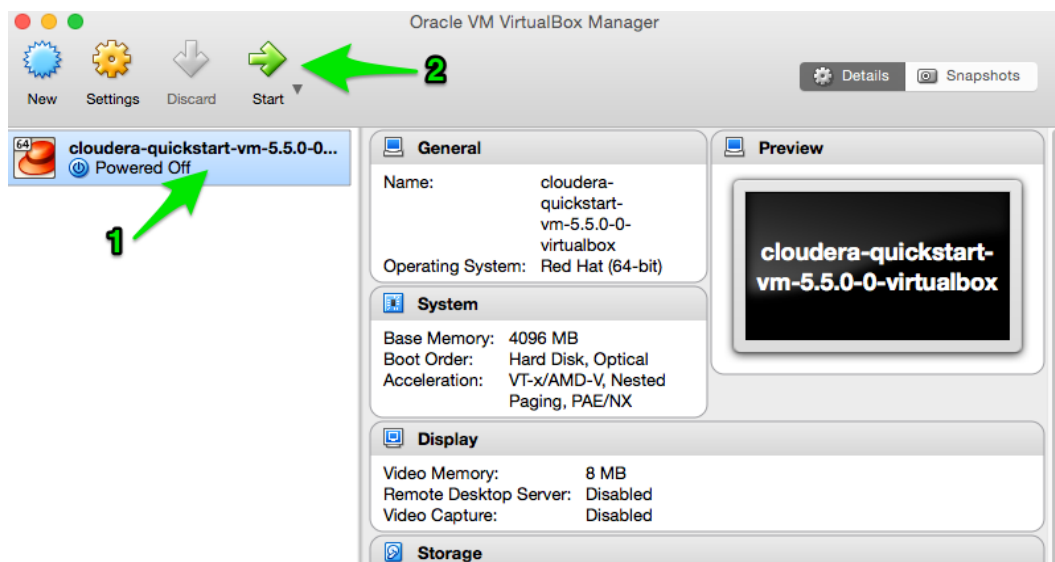 Oracle VM VirtualBox Manager
New
Settings
Discard
Start
2
Details
Snapshots
64
cloudera-quickstart-vm-5.5.0-0...
Powered Off
1
General
Name: cloudera-
quickstart-
vm-5.5.0-0-
virtualbox
Operating System: Red Hat (64-bit)
Preview
cloudera-quickstart-
vm-5.5.0-0-virtualbox
System
Base Memory: 4096 MB
Boot Order: Hard Disk, Optical
Acceleration: VT-x/AMD-V, Nested
Paging, PAE/NX
Display
Video Memory: 8 MB
Remote Desktop Server: Disabled
Video Capture: Disabled
Storage